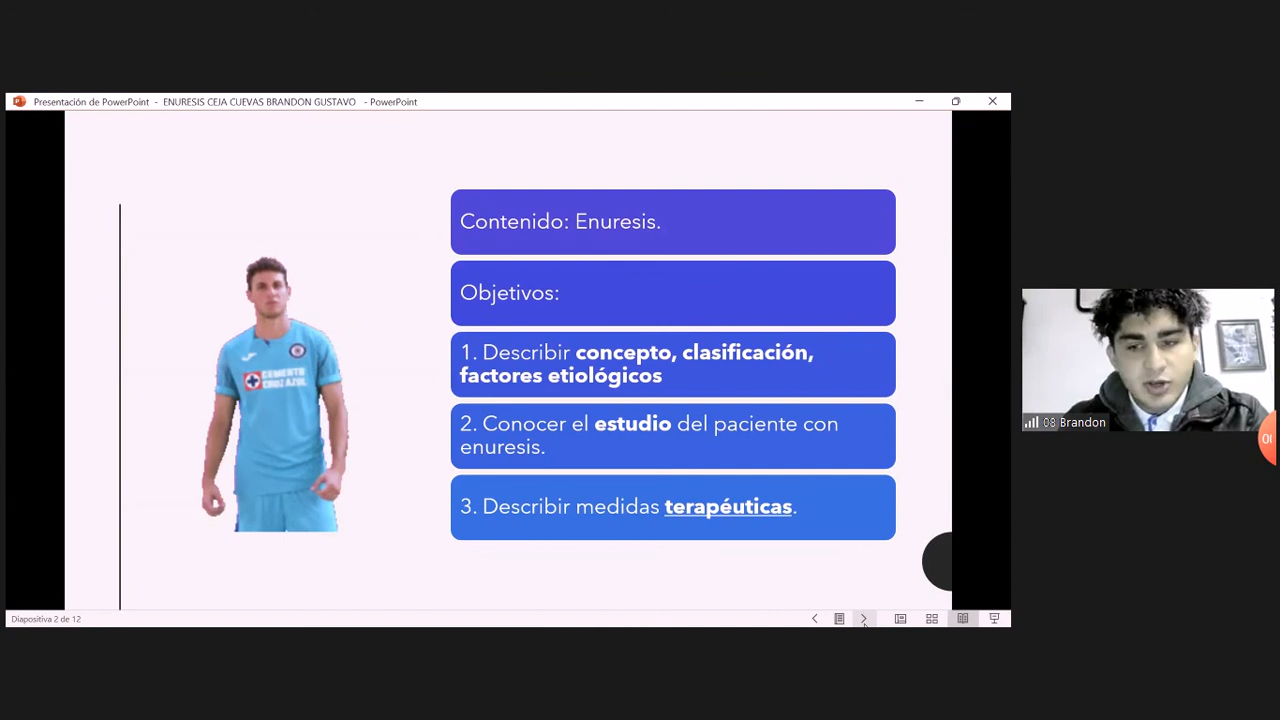 Presentación de PowerPoint - ENURESIS CEJA CUEVAS BRANDON GUSTAVO - PowerPoint
Contenido: Enuresis.
Objetivos:
1. Describir concepto, clasificación,
factores etiológicos
2. Conocer el estudio del paciente con
enuresis.
3. Describir medidas terapéuticas.
CEMENTO
CRUZ AZUL
08 Brandon
Diapositiva 2 de 12